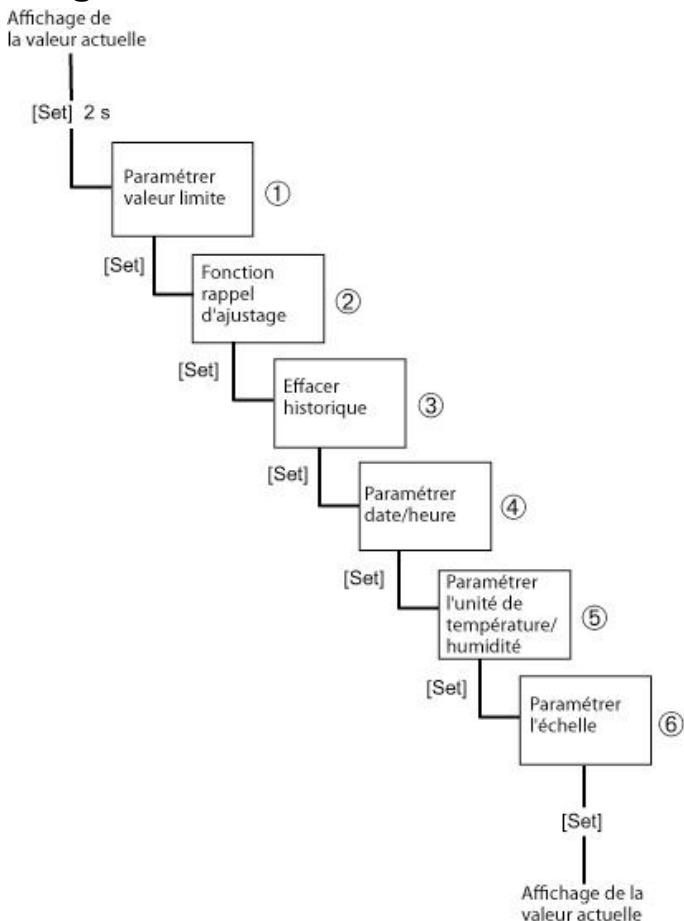 Affichage de
la valeur actuelle
[Set] 2 s
Paramétrer
valeur limite
①
[Set]
Fonction
rappel
d'ajustage
②
[Set]
Effacer
historique
③
[Set]
Paramétrer
date/heure
④
[Set]
Paramétrer
l'unité de
température/
humidité
⑤
[Set]
Paramétrer
l'échelle
⑥
[Set]
Affichage de la
valeur actuelle